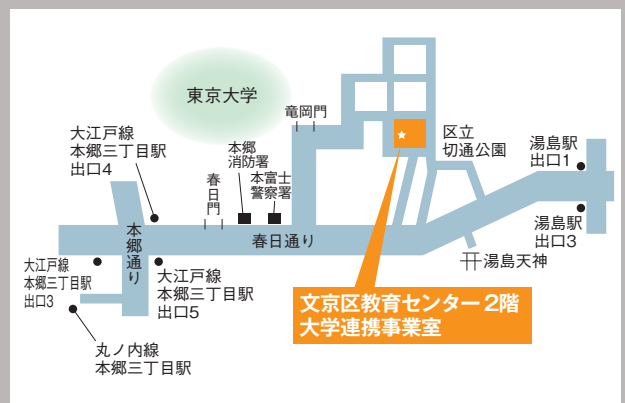 東京大学
竜岡門
大江戸線
本郷三丁目駅
出口4
本郷
消防署
本富士
警察署
春日門
区立
切通公園
湯島駅
出口1
湯島駅
出口3
本郷通り
春日通り
湯島天神
大江戸線
本郷三丁目駅
出口3
大江戸線
本郷三丁目駅
出口5
文京区教育センター2階
大学連携事業室
丸ノ内線
本郷三丁目駅